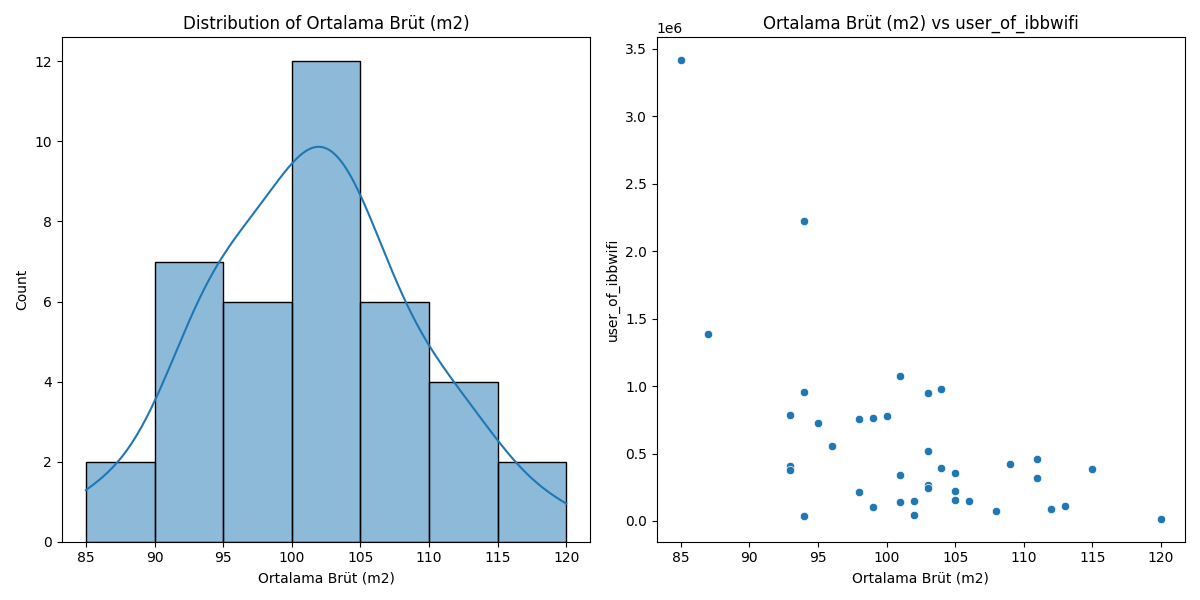 Distribution of Ortalama Brüt (m2)
12
10
8
6
4
2
0
Count
85 90 95 100 105 110 115 120
Ortalama Brüt (m2)
Ortalama Brüt (m2) vs user_of_ibbwifi
1e6
3.5
3.0
2.5
2.0
1.5
1.0
0.5
0.0
user_of_ibbwifi
85 90 95 100 105 110 115 120
Ortalama Brüt (m2)